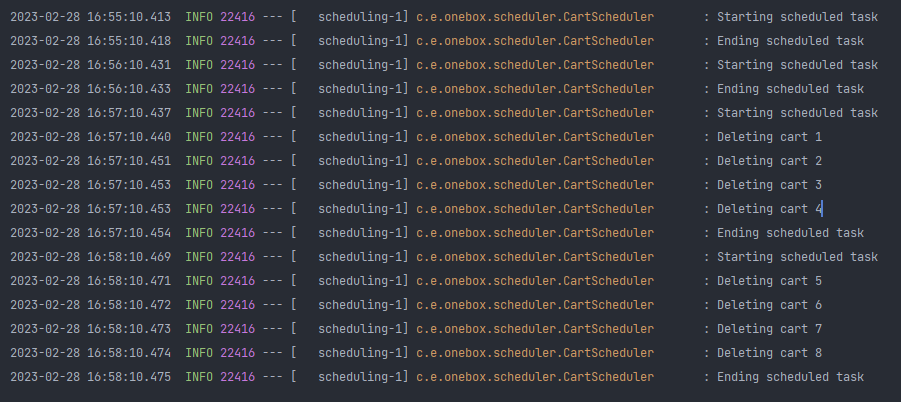 2023-02-28 16:55:10.413  INFO 22416 --- [   scheduling-1] c.e.onebox.scheduler.CartScheduler       : Starting scheduled task
2023-02-28 16:55:10.418  INFO 22416 --- [   scheduling-1] c.e.onebox.scheduler.CartScheduler       : Ending scheduled task
2023-02-28 16:56:10.431  INFO 22416 --- [   scheduling-1] c.e.onebox.scheduler.CartScheduler       : Starting scheduled task
2023-02-28 16:56:10.433  INFO 22416 --- [   scheduling-1] c.e.onebox.scheduler.CartScheduler       : Ending scheduled task
2023-02-28 16:57:10.437  INFO 22416 --- [   scheduling-1] c.e.onebox.scheduler.CartScheduler       : Starting scheduled task
2023-02-28 16:57:10.440  INFO 22416 --- [   scheduling-1] c.e.onebox.scheduler.CartScheduler       : Deleting cart 1
2023-02-28 16:57:10.451  INFO 22416 --- [   scheduling-1] c.e.onebox.scheduler.CartScheduler       : Deleting cart 2
2023-02-28 16:57:10.453  INFO 22416 --- [   scheduling-1] c.e.onebox.scheduler.CartScheduler       : Deleting cart 3
2023-02-28 16:57:10.453  INFO 22416 --- [   scheduling-1] c.e.onebox.scheduler.CartScheduler       : Deleting cart 4
2023-02-28 16:57:10.454  INFO 22416 --- [   scheduling-1] c.e.onebox.scheduler.CartScheduler       : Ending scheduled task
2023-02-28 16:58:10.469  INFO 22416 --- [   scheduling-1] c.e.onebox.scheduler.CartScheduler       : Starting scheduled task
2023-02-28 16:58:10.471  INFO 22416 --- [   scheduling-1] c.e.onebox.scheduler.CartScheduler       : Deleting cart 5
2023-02-28 16:58:10.472  INFO 22416 --- [   scheduling-1] c.e.onebox.scheduler.CartScheduler       : Deleting cart 6
2023-02-28 16:58:10.473  INFO 22416 --- [   scheduling-1] c.e.onebox.scheduler.CartScheduler       : Deleting cart 7
2023-02-28 16:58:10.474  INFO 22416 --- [   scheduling-1] c.e.onebox.scheduler.CartScheduler       : Deleting cart 8
2023-02-28 16:58:10.475  INFO 22416 --- [   scheduling-1] c.e.onebox.scheduler.CartScheduler       : Ending scheduled task